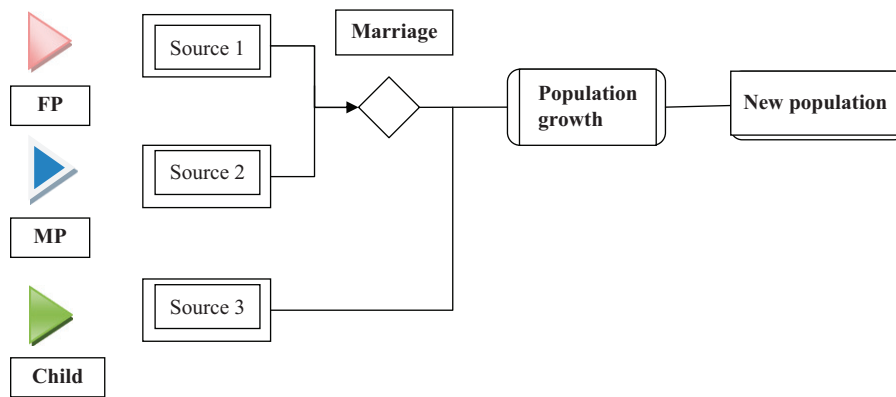 Source 1
Marriage
FP
Population
growth
New population
Source 2
MP
Source 3
Child